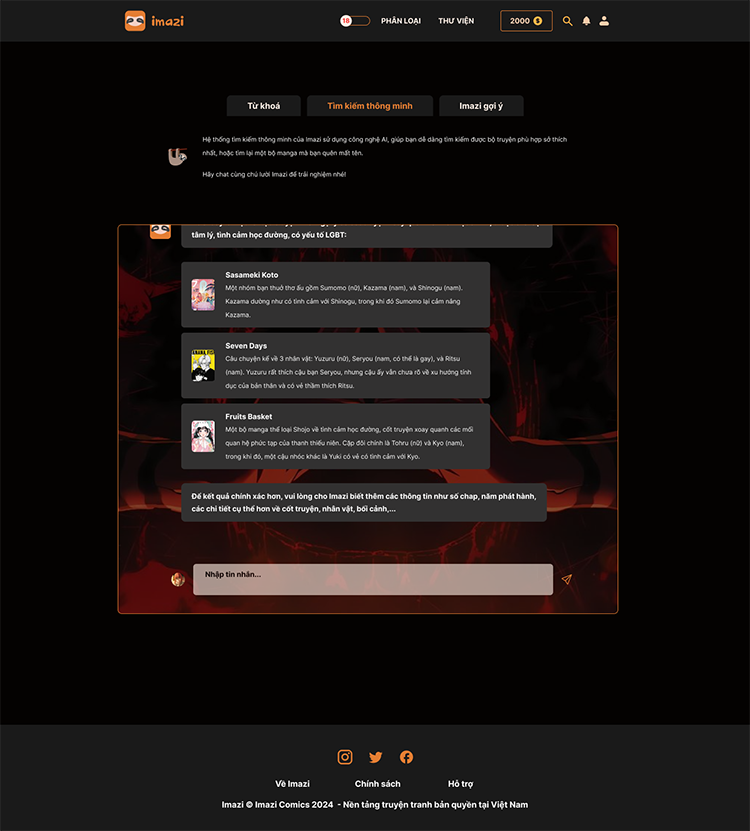 imazi
18
PHÂN LOẠI
THƯ VIỆN
2000 $
Từ khoá
Tìm kiếm thông minh
Imazi gợi ý
Hệ thống tìm kiếm thông minh của Imazi sử dụng công nghệ AI, giúp bạn dễ dàng tìm kiếm được bộ truyện phù hợp sở thích
nhất, hoặc tìm lại một bộ manga mà bạn quên mất tên.
Hãy chat cùng chú lười Imazi để trải nghiệm nhé!
tâm lý, tình cảm học đường, có yếu tố LGBT:
Sasameki Koto
Một nhóm bạn thuở thơ ấu gồm Sumomo (nữ), Kazama (nam), và Shinogu (nam).
Kazama dường như có tình cảm với Shinogu, trong khi đó Sumomo lại cảm nắng
Kazama.
Seven Days
Câu chuyện kể về 3 nhân vật: Yuzuru (nữ), Seryou (nam, có thể là gay), và Ritsu
(nam). Yuzuru rất thích cậu bạn Seryou, nhưng cậu ấy vẫn chưa rõ về xu hướng tính
dục của bản thân và có vẻ thầm thích Ritsu.
Fruits Basket
Một bộ manga thể loại Shojo về tình cảm học đường, cốt truyện xoay quanh các mối
quan hệ phức tạp của thanh thiếu niên. Cặp đôi chính là Tohru (nữ) và Kyo (nam),
trong khi đó, một cậu nhóc khác là Yuki có vẻ có tình cảm với Kyo.
Để kết quả chính xác hơn, vui lòng cho Imazi biết thêm các thông tin như số chap, năm phát hành,
các chi tiết cụ thể hơn về cốt truyện, nhân vật, bối cảnh,...
Nhập tin nhắn...
Về Imazi
Chính sách
Hỗ trợ
Imazi © Imazi Comics 2024 - Nền tảng truyện tranh bản quyền tại Việt Nam